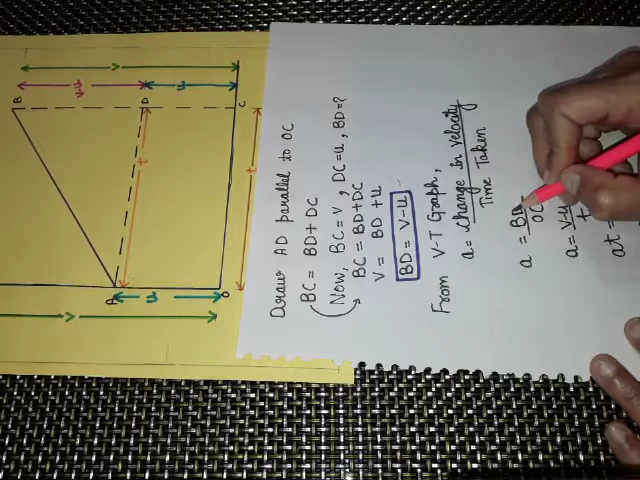 Draw AD parallel to OC
BC = BD + DC
Now, BC = V, DC = u, BD = ?
BC = BD + DC
V = BD + u
BD = V - u
From V-T Graph,
a = Change in Velocity
Time Taken
a = BD
OC
a = V-u
t
at =
B
D
C
A
O
t
t
u
u
v
v